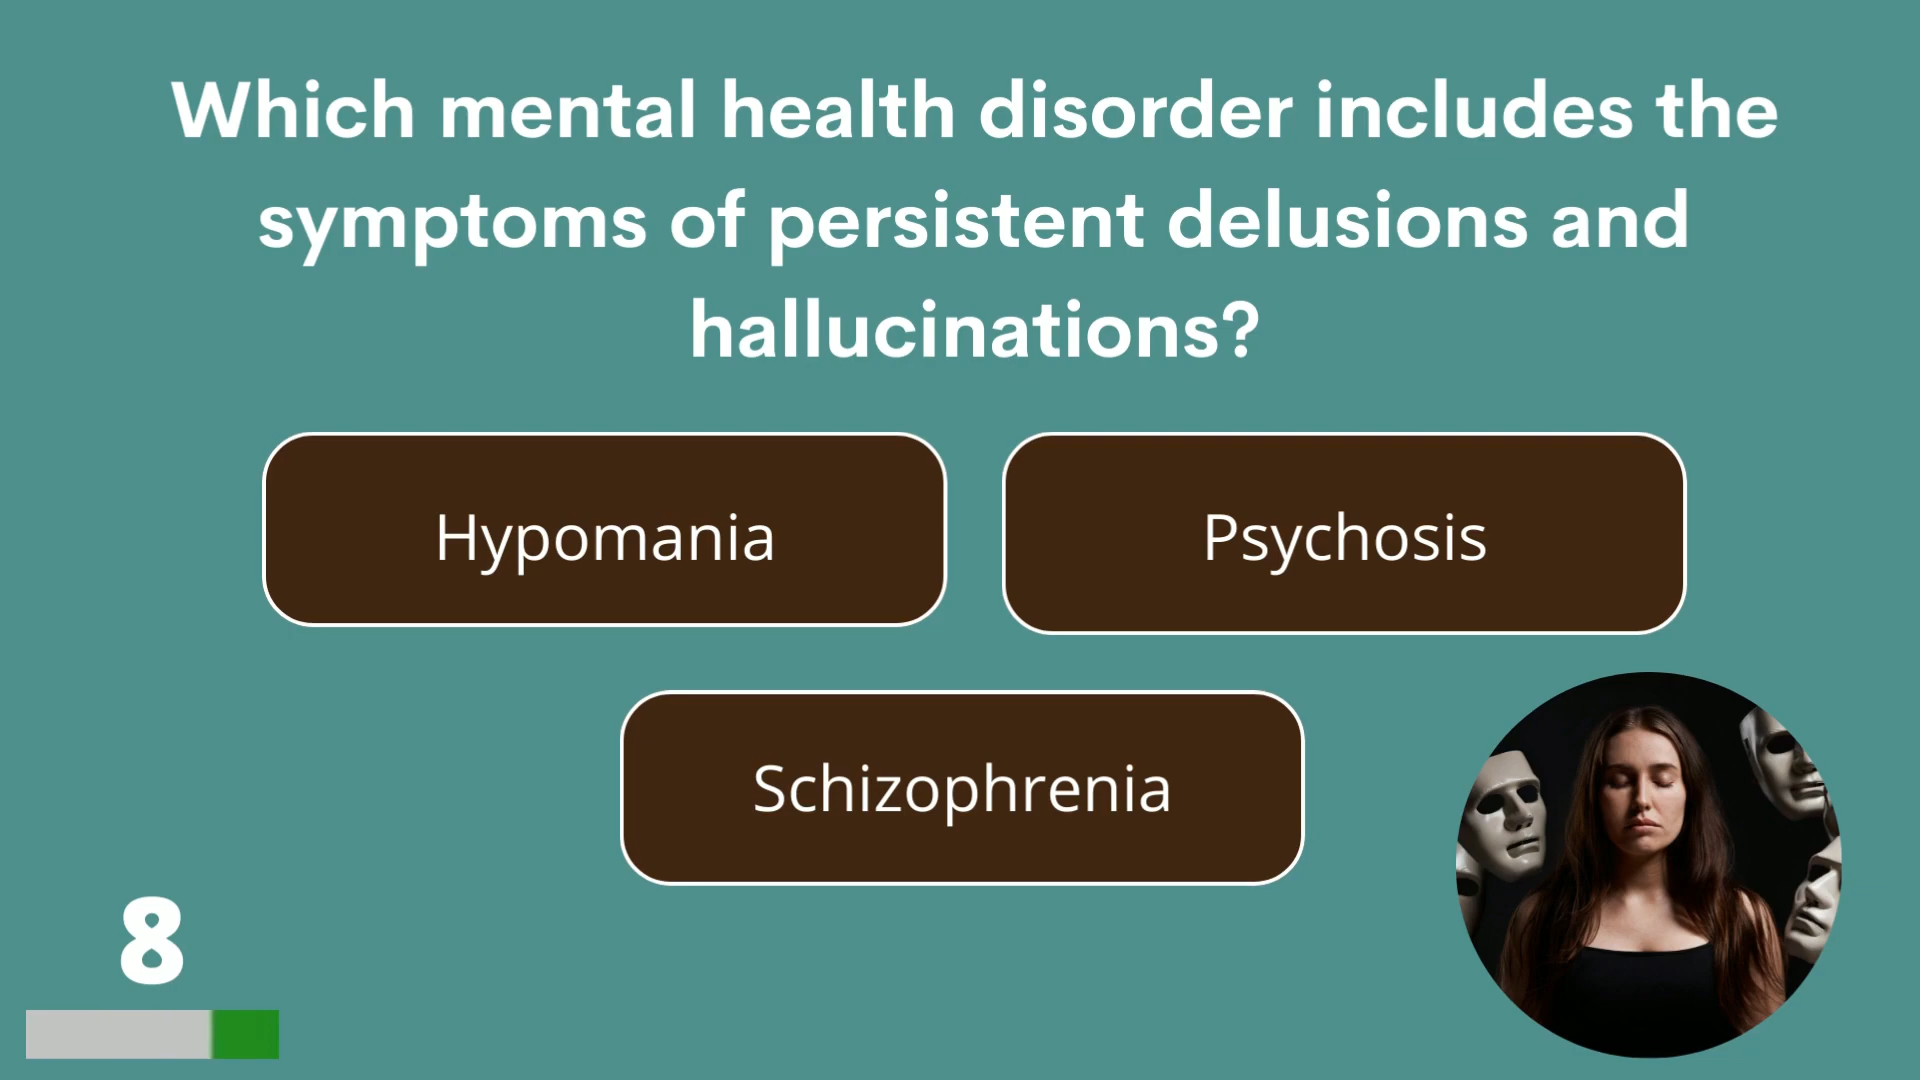 Which mental health disorder includes the
symptoms of persistent delusions and
hallucinations?
Hypomania
Psychosis
Schizophrenia
8